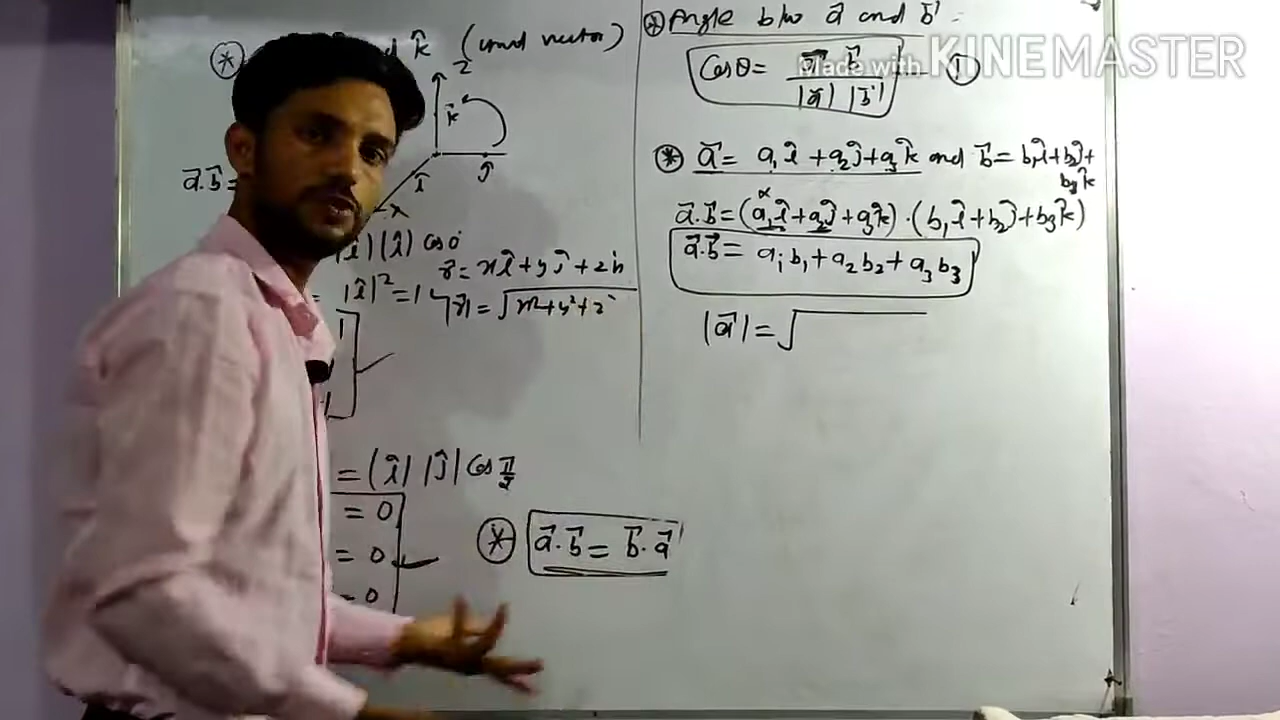 k̂ (unit vector)
z
k̂
ĵ
î
x
a⃗.b⃗=
|î| cos 0
r⃗ = xî + yĵ + zk̂
= |î|² = 1
|r⃗| = √x²+y²+z²
= |î| |ĵ| cos π/2
= 0
= 0
= 0
⊛ a⃗.b⃗ = b⃗.a⃗
⊛ Angle b/w a⃗ and b⃗ =
Cosθ = a⃗ b⃗ / |a⃗| |b⃗| ... ①
Made with KINEMASTER
⊛ a⃗ = a₁î + a₂ĵ + a₃k̂ and b⃗ = b₁î + b₂ĵ +
b₃k̂
a⃗.b⃗ = (a₁î + a₂ĵ + a₃k̂) . (b₁î + b₂ĵ + b₃k̂)
a⃗.b⃗ = a₁b₁ + a₂b₂ + a₃b₃
|a⃗| = √